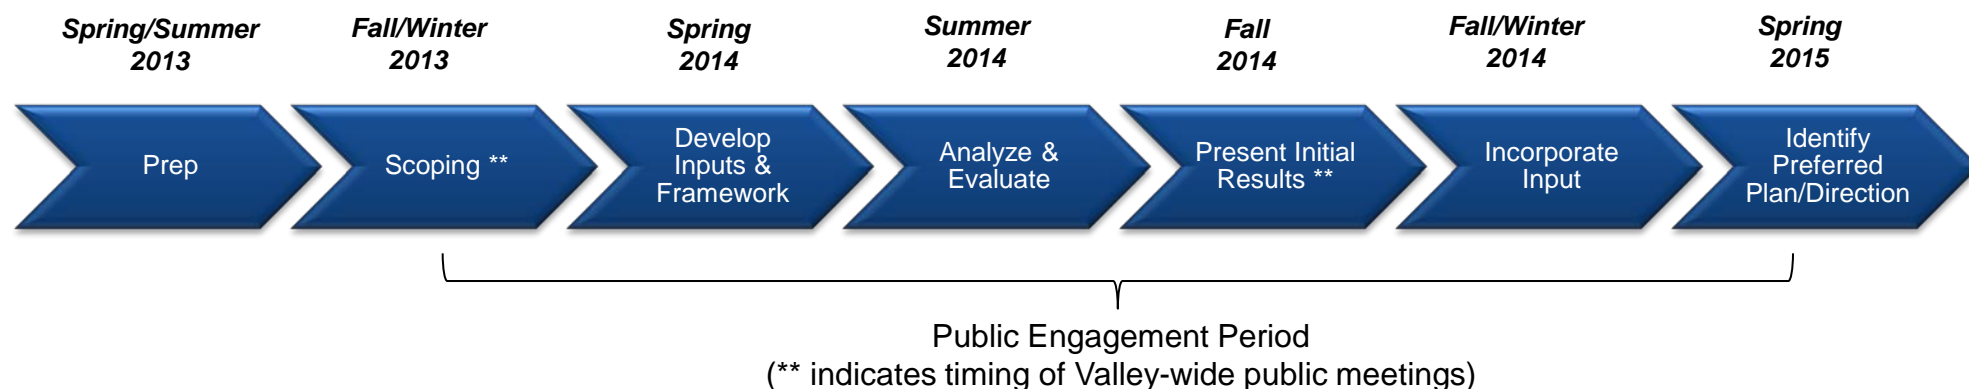 Spring/Summer
2013
Fall/Winter
2013
Spring
2014
Summer
2014
Fall
2014
Fall/Winter
2014
Spring
2015
Prep
Scoping **
Develop
Inputs &
Framework
Analyze &
Evaluate
Present Initial
Results **
Incorporate
Input
Identify
Preferred
Plan/Direction
Public Engagement Period
(** indicates timing of Valley-wide public meetings)